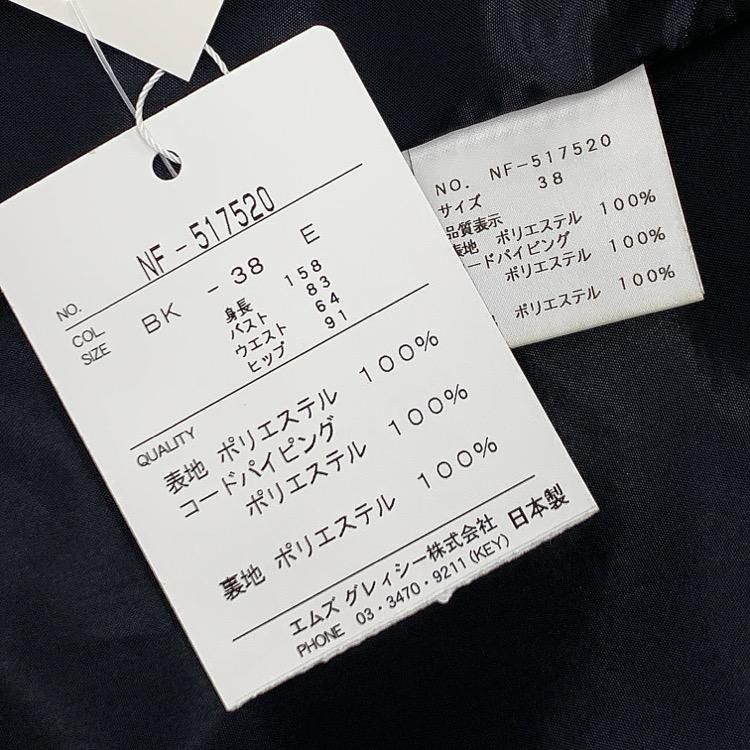 NO. NF-517520
COL BK - 38 E
SIZE
身長 158
バスト 83
ウエスト 64
ヒップ 91
QUALITY
表地 ポリエステル 100%
コードパイピング
ポリエステル 100%
裏地 ポリエステル 100%
エムズ グレィシー株式会社 日本製
PHONE 03・3470・9211(KEY)
NO. NF-517520
サイズ 38
品質表示
表地 ポリエステル 100%
ードパイピング
ポリエステル 100%
ポリエステル 100%